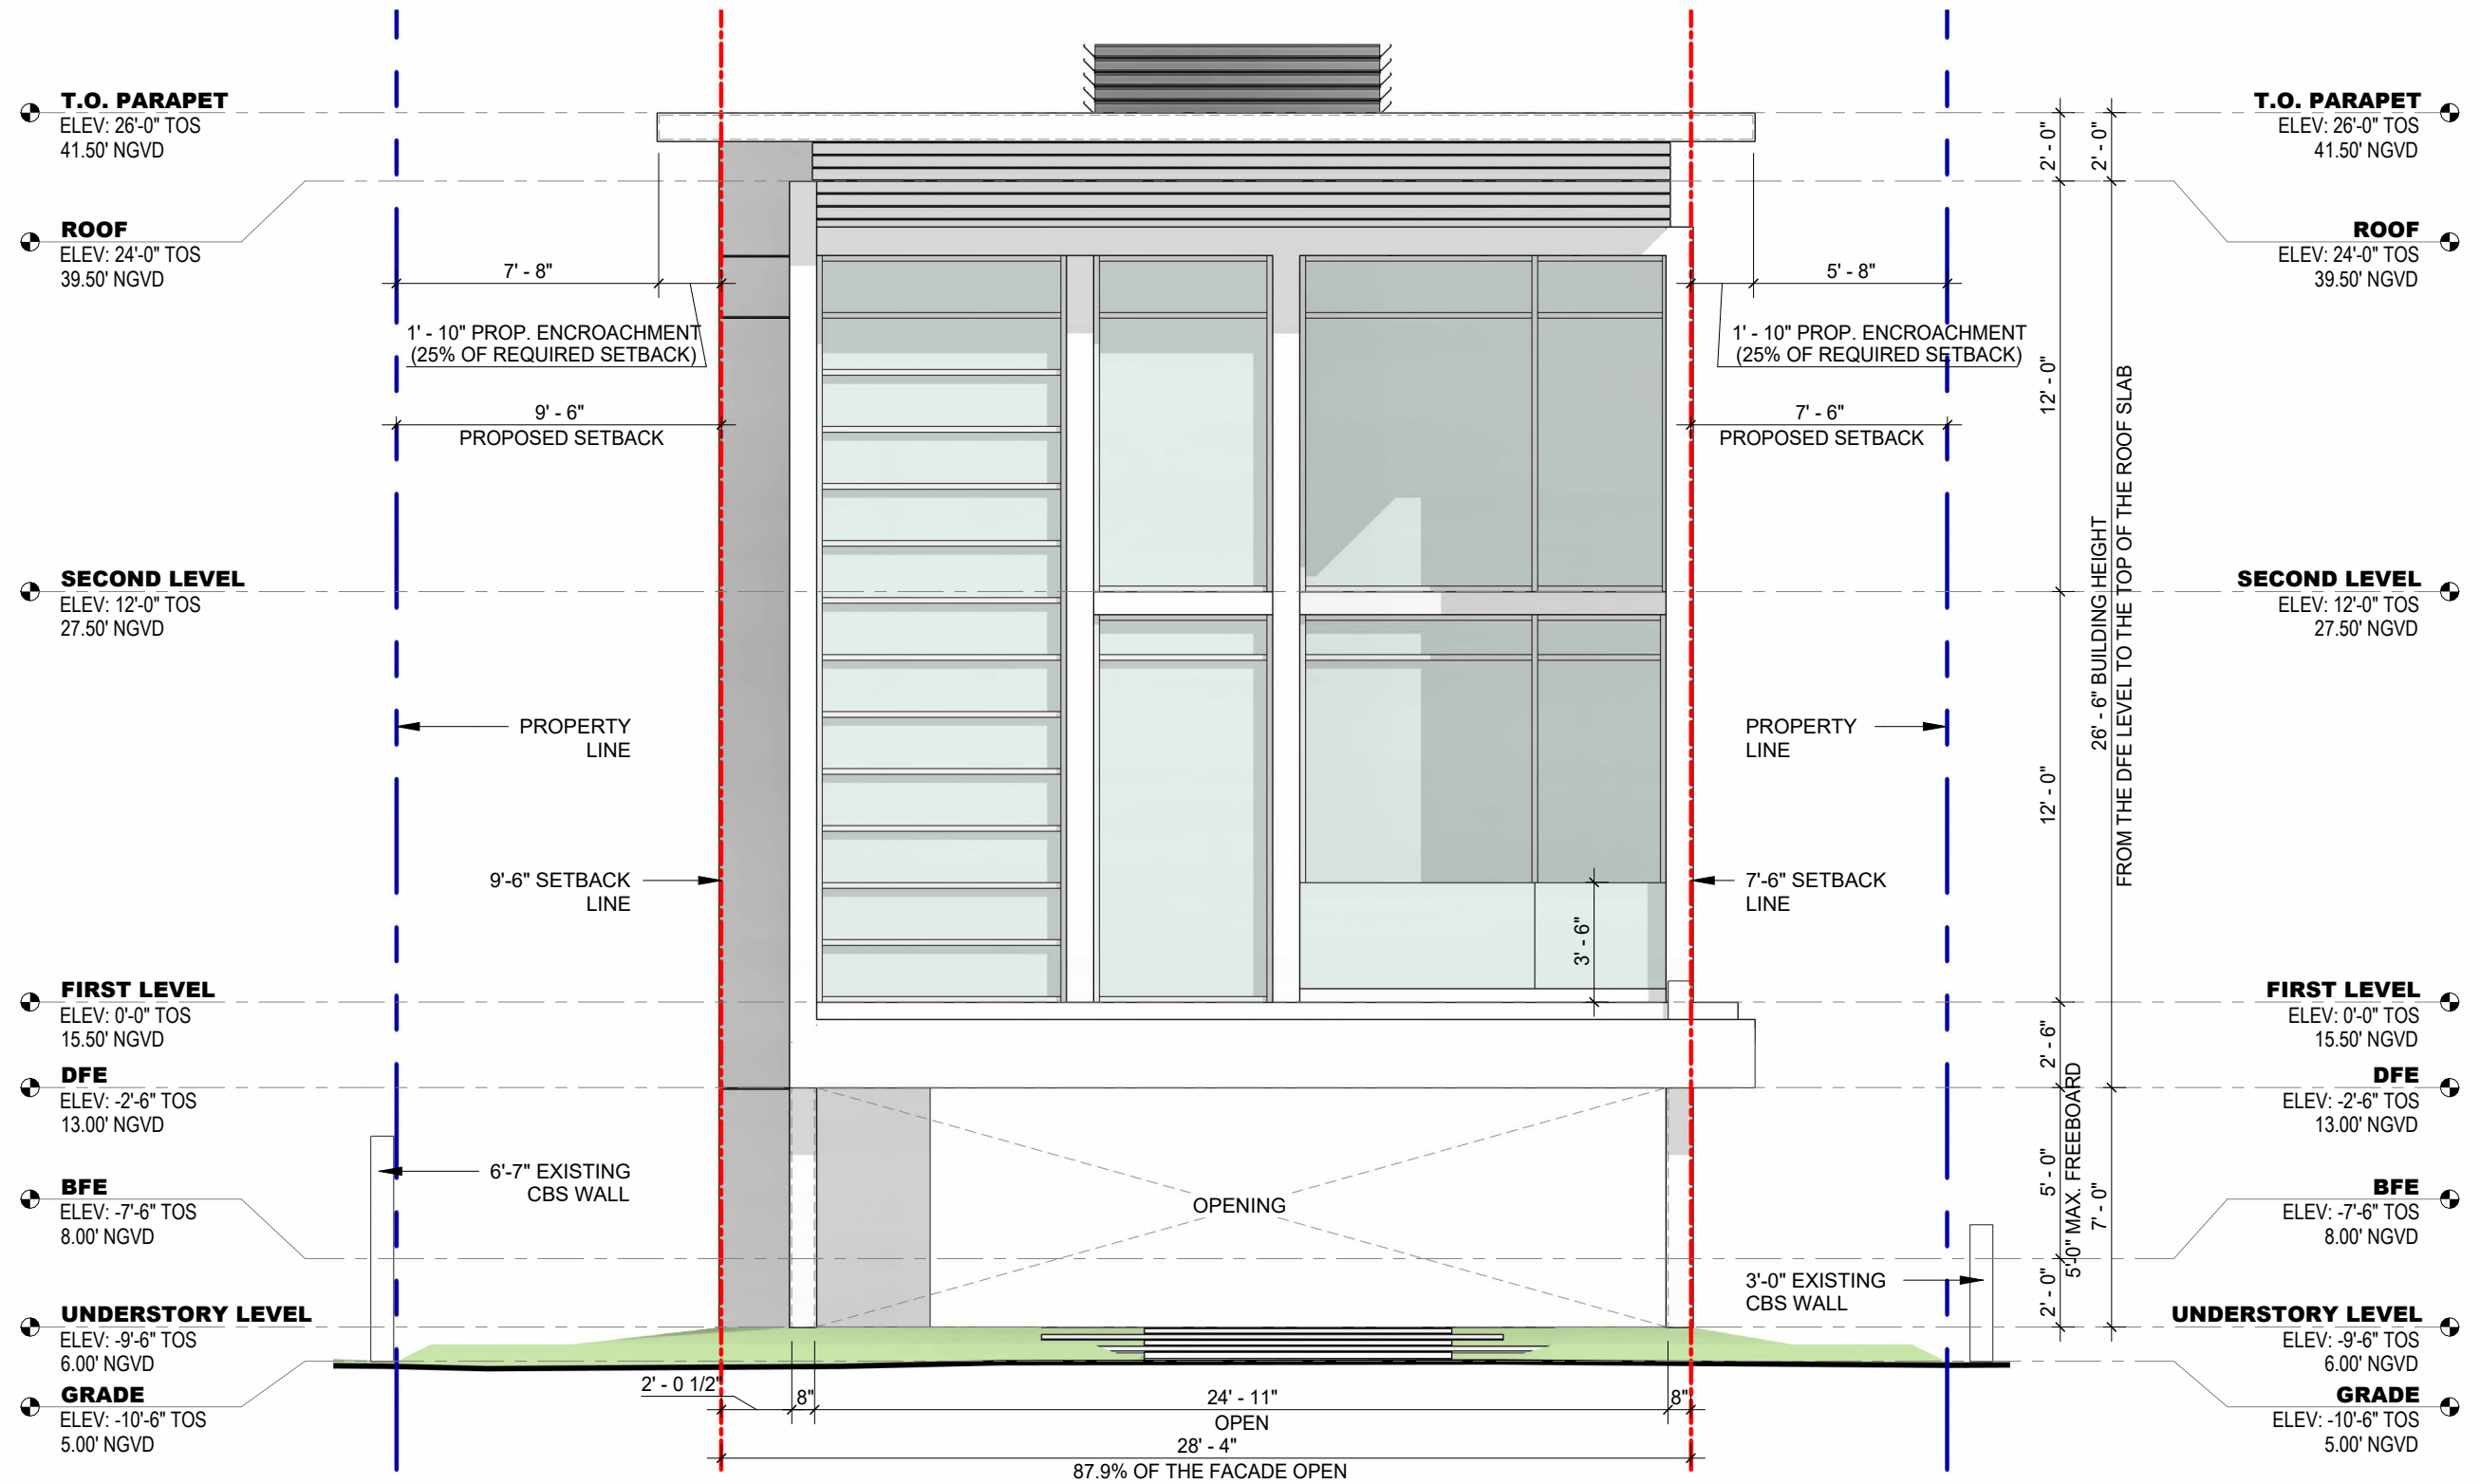 T.O. PARAPET
ELEV: 26'-0" TOS
41.50' NGVD
ROOF
ELEV: 24'-0" TOS
39.50' NGVD
SECOND LEVEL
ELEV: 12'-0" TOS
27.50' NGVD
FIRST LEVEL
ELEV: 0'-0" TOS
15.50' NGVD
DFE
ELEV: -2'-6" TOS
13.00' NGVD
BFE
ELEV: -7'-6" TOS
8.00' NGVD
UNDERSTORY LEVEL
ELEV: -9'-6" TOS
6.00' NGVD
GRADE
ELEV: -10'-6" TOS
5.00' NGVD
7' - 8"
1' - 10" PROP. ENCROACHMENT
(25% OF REQUIRED SETBACK)
9' - 6"
PROPOSED SETBACK
PROPERTY
LINE
9'-6" SETBACK
LINE
6'-7" EXISTING
CBS WALL
3' - 6"
OPENING
2' - 0 1/2"
8"
24' - 11"
OPEN
8"
28' - 4"
87.9% OF THE FACADE OPEN
5' - 8"
1' - 10" PROP. ENCROACHMENT
(25% OF REQUIRED SETBACK)
7' - 6"
PROPOSED SETBACK
PROPERTY
LINE
7'-6" SETBACK
LINE
3'-0" EXISTING
CBS WALL
2' - 0"
12' - 0"
12' - 0"
2' - 6"
5' - 0"
5'-0" MAX. FREEBOARD
2' - 0"
2' - 0"
26' - 6" BUILDING HEIGHT
FROM THE DFE LEVEL TO THE TOP OF THE ROOF SLAB
7' - 0"
T.O. PARAPET
ELEV: 26'-0" TOS
41.50' NGVD
ROOF
ELEV: 24'-0" TOS
39.50' NGVD
SECOND LEVEL
ELEV: 12'-0" TOS
27.50' NGVD
FIRST LEVEL
ELEV: 0'-0" TOS
15.50' NGVD
DFE
ELEV: -2'-6" TOS
13.00' NGVD
BFE
ELEV: -7'-6" TOS
8.00' NGVD
UNDERSTORY LEVEL
ELEV: -9'-6" TOS
6.00' NGVD
GRADE
ELEV: -10'-6" TOS
5.00' NGVD